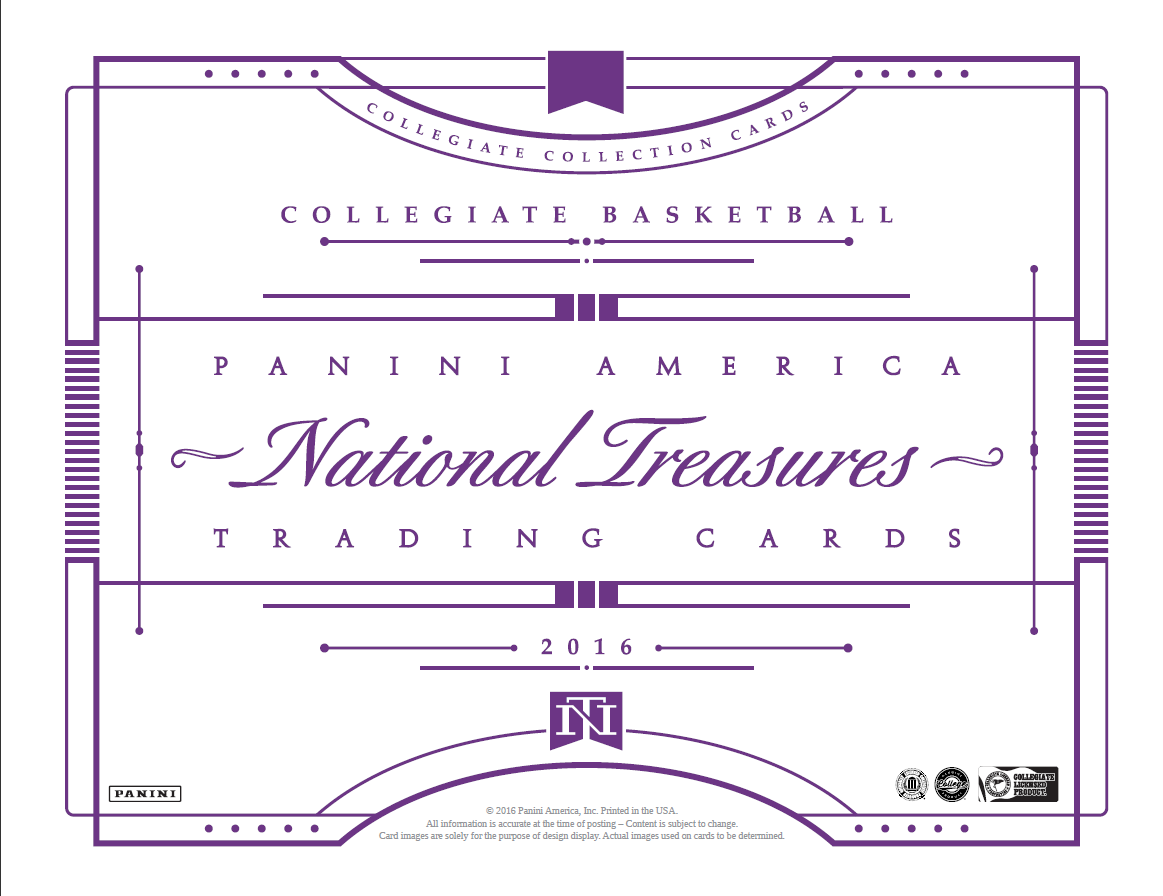 COLLEGIATE COLLECTION CARDS
COLLEGIATE BASKETBALL
PANINI AMERICA
National Treasures
TRADING CARDS
2016
NT
PANINI
College
COLLEGIATE
LICENSED
PRODUCT
© 2016 Panini America, Inc. Printed in the USA.
All information is accurate at the time of posting – Content is subject to change.
Card images are solely for the purpose of design display. Actual images used on cards to be determined.